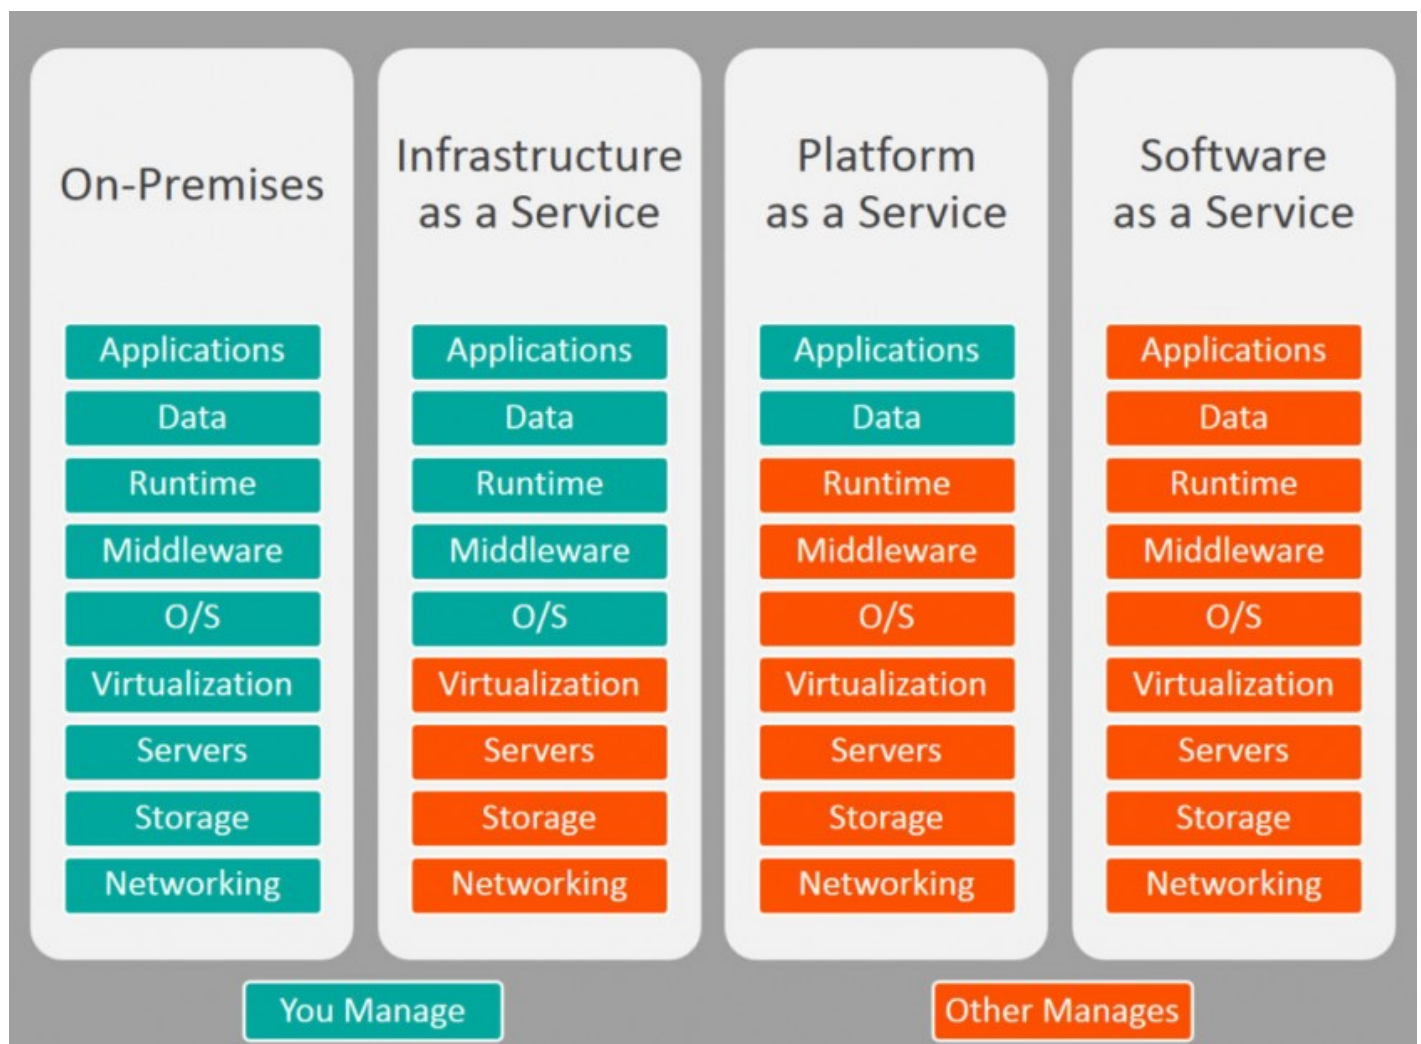 On-Premises
Applications
Data
Runtime
Middleware
O/S
Virtualization
Servers
Storage
Networking
Infrastructure
as a Service
Applications
Data
Runtime
Middleware
O/S
Virtualization
Servers
Storage
Networking
Platform
as a Service
Applications
Data
Runtime
Middleware
O/S
Virtualization
Servers
Storage
Networking
Software
as a Service
Applications
Data
Runtime
Middleware
O/S
Virtualization
Servers
Storage
Networking
You Manage
Other Manages